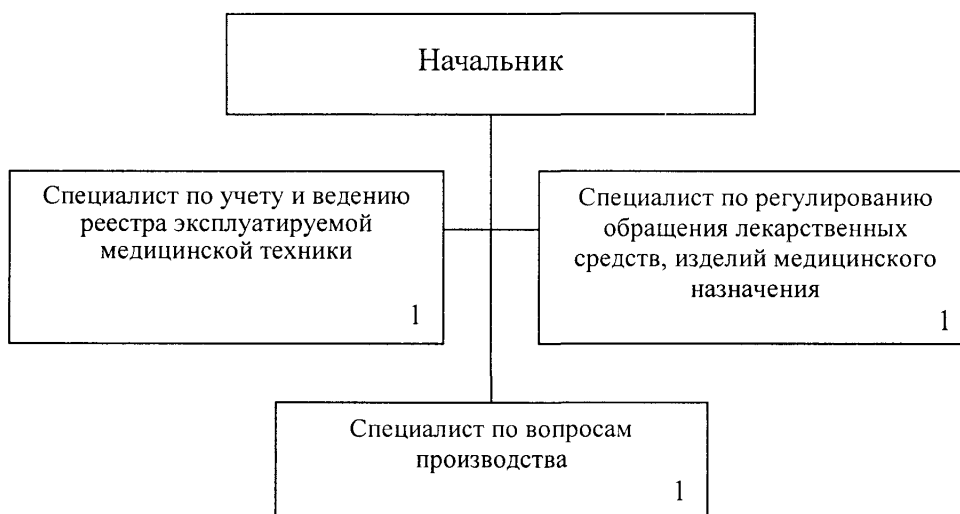 Начальник
Специалист по учету и ведению
реестра эксплуатируемой
медицинской техники
1
Специалист по регулированию
обращения лекарственных
средств, изделий медицинского
назначения
1
Специалист по вопросам
производства
1